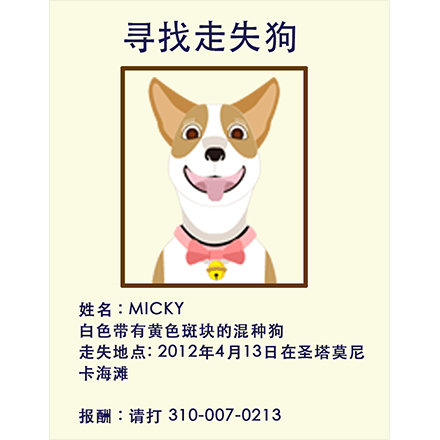 寻找走失狗
姓名：MICKY
白色带有黄色斑块的混种狗
走失地点: 2012年4月13日在圣塔莫尼
卡海滩
报酬：请打 310-007-0213